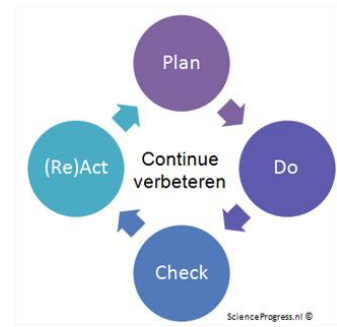 Plan
(Re)Act
Continue
verbeteren
Do
Check
ScienceProgress.nl ©